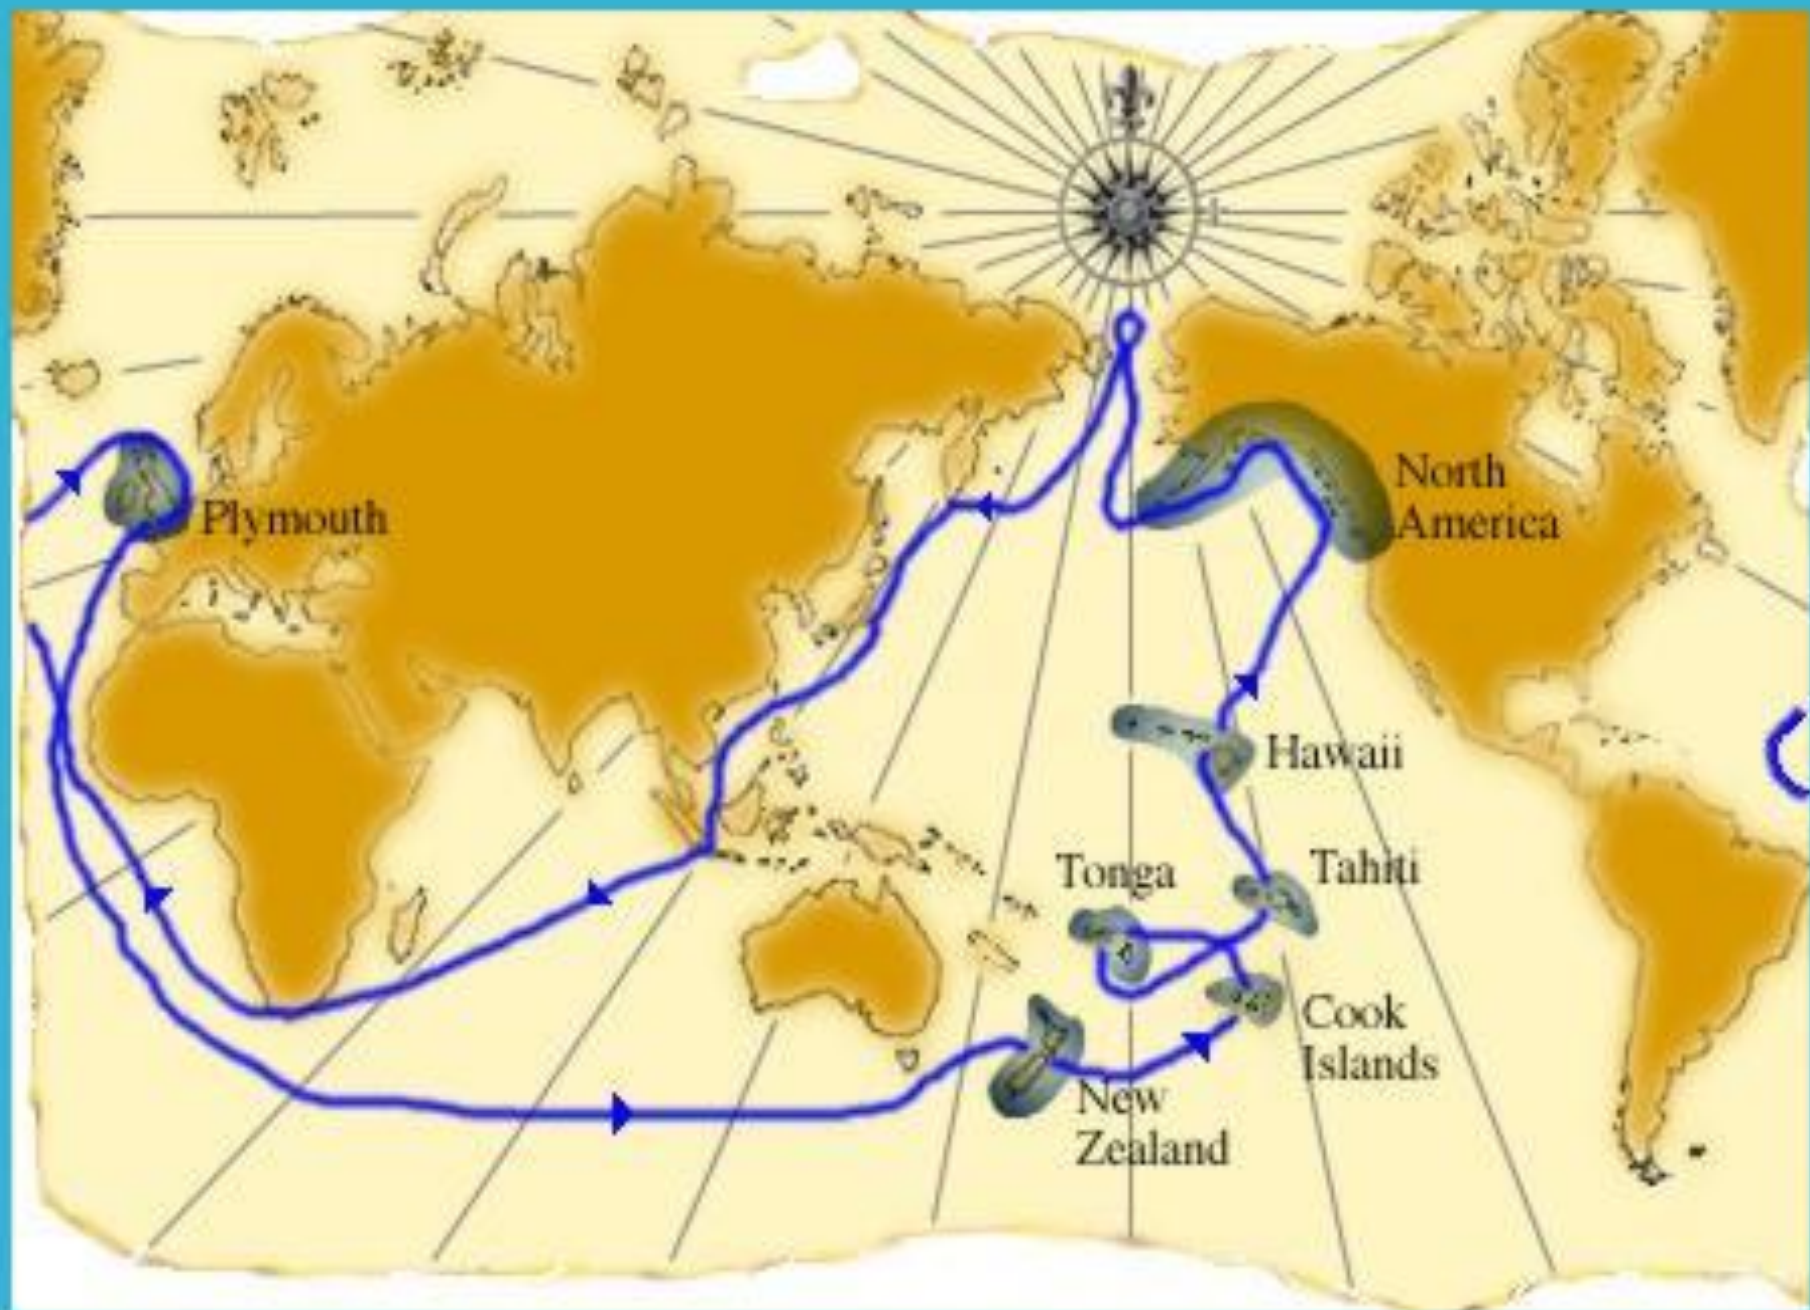 North
America
Plymouth
Hawaii
Tonga
Tahiti
Cook
Islands
New
Zealand